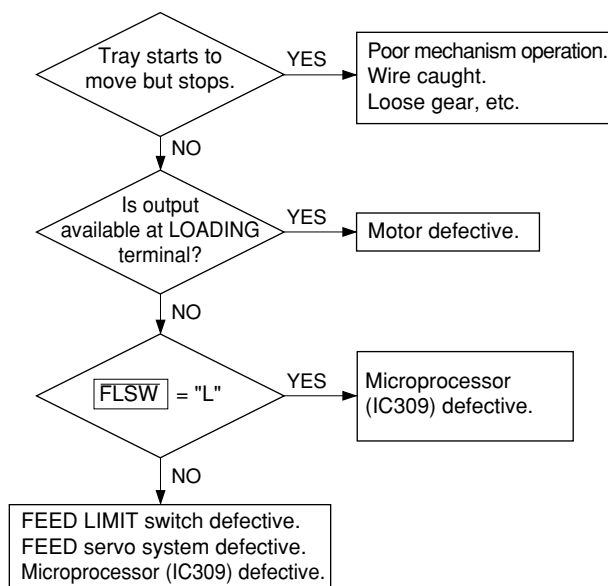 Tray starts to
move but stops.
YES
Poor mechanism operation.
Wire caught.
Loose gear, etc.
NO
Is output
available at LOADING
terminal?
YES
Motor defective.
NO
FLSW = "L"
YES
Microprocessor
(IC309) defective.
NO
FEED LIMIT switch defective.
FEED servo system defective.
Microprocessor (IC309) defective.